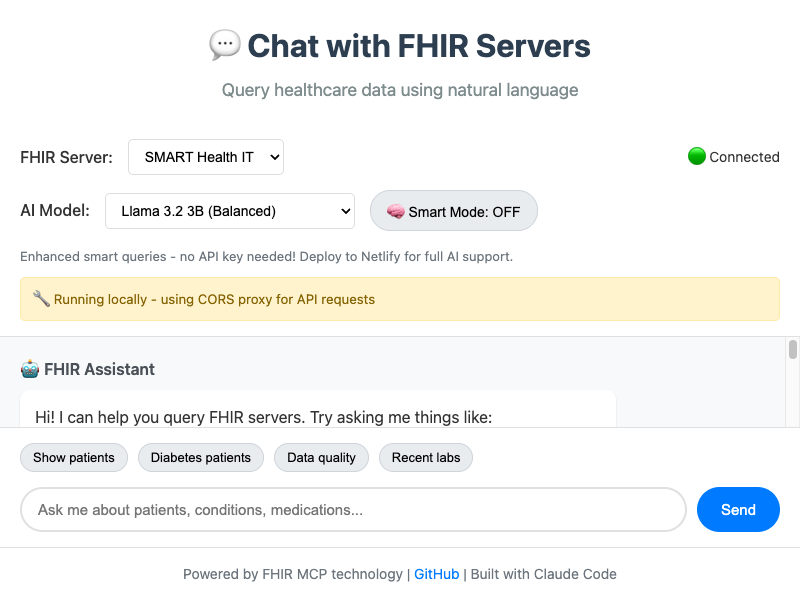 💬 Chat with FHIR Servers
Query healthcare data using natural language
FHIR Server: SMART Health IT Connected
AI Model: Llama 3.2 3B (Balanced) 🧠 Smart Mode: OFF
Enhanced smart queries - no API key needed! Deploy to Netlify for full AI support.
🔧 Running locally - using CORS proxy for API requests
🤖 FHIR Assistant
Hi! I can help you query FHIR servers. Try asking me things like:
Show patients Diabetes patients Data quality Recent labs
Ask me about patients, conditions, medications... Send
Powered by FHIR MCP technology | GitHub | Built with Claude Code